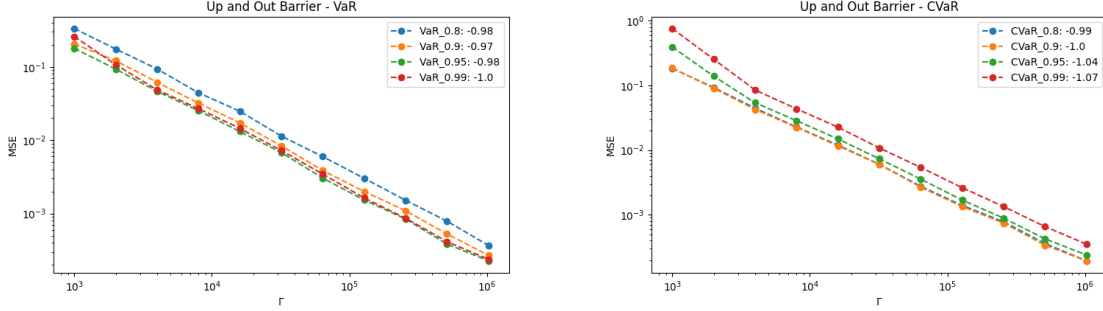 Up and Out Barrier - VaR
VaR_0.8: -0.98
VaR_0.9: -0.97
VaR_0.95: -0.98
VaR_0.99: -1.0
10⁻¹
10⁻²
10⁻³
MSE
10³
10⁴
10⁵
10⁶
Γ
Up and Out Barrier - CVaR
CVaR_0.8: -0.99
CVaR_0.9: -1.0
CVaR_0.95: -1.04
CVaR_0.99: -1.07
10⁰
10⁻¹
10⁻²
10⁻³
MSE
10³
10⁴
10⁵
10⁶
Γ